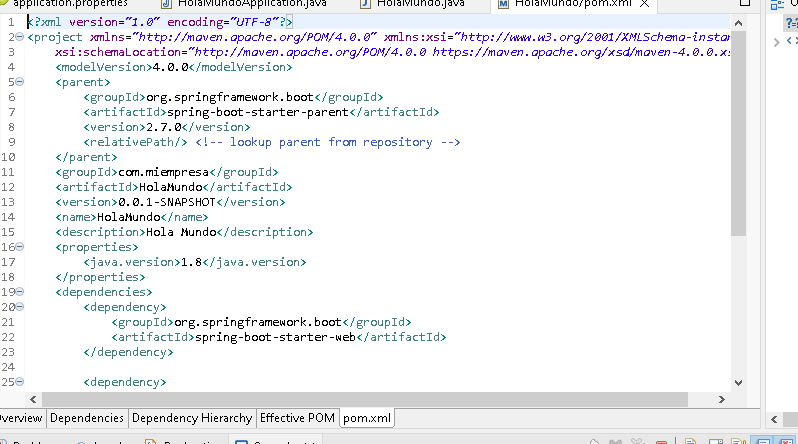 application.properties
HolaMundoApplication.java
HolaMundo.java
HolaMundo/pom.xml
1 <?xml version="1.0" encoding="UTF-8"?>
2 <project xmlns="http://maven.apache.org/POM/4.0.0" xmlns:xsi="http://www.w3.org/2001/XMLSchema-instan
3 xsi:schemaLocation="http://maven.apache.org/POM/4.0.0 https://maven.apache.org/xsd/maven-4.0.0.xs
4 <modelVersion>4.0.0</modelVersion>
5 <parent>
6 <groupId>org.springframework.boot</groupId>
7 <artifactId>spring-boot-starter-parent</artifactId>
8 <version>2.7.0</version>
9 <relativePath/> <!-- lookup parent from repository -->
10 </parent>
11 <groupId>com.miempresa</groupId>
12 <artifactId>HolaMundo</artifactId>
13 <version>0.0.1-SNAPSHOT</version>
14 <name>HolaMundo</name>
15 <description>Hola Mundo</description>
16 <properties>
17 <java.version>1.8</java.version>
18 </properties>
19 <dependencies>
20 <dependency>
21 <groupId>org.springframework.boot</groupId>
22 <artifactId>spring-boot-starter-web</artifactId>
23 </dependency>
24
25 <dependency>
Overview Dependencies Dependency Hierarchy Effective POM pom.xml